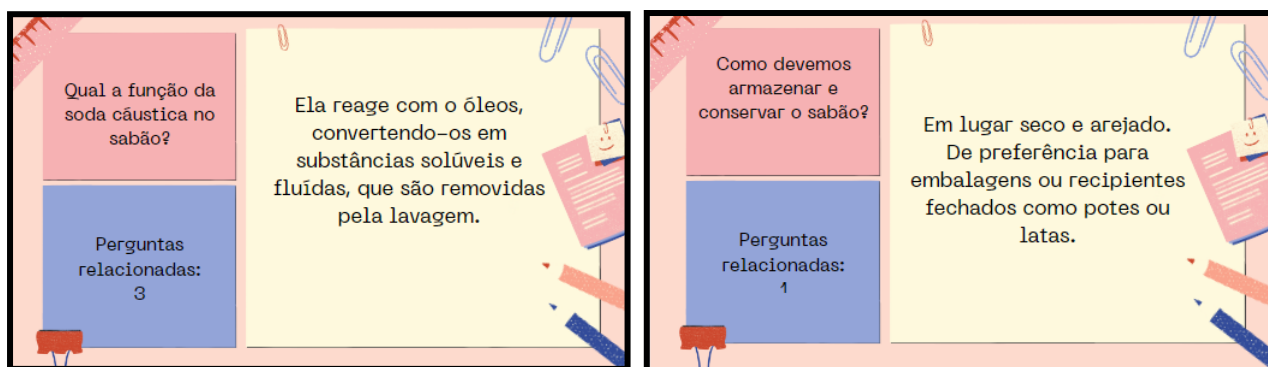 Qual a função da
soda cáustica no
sabão?
Perguntas
relacionadas:
3
Ela reage com o óleos,
convertendo-os em
substâncias solúveis e
fluídas, que são removidas
pela lavagem.
Como devemos
armazenar e
conservar o sabão?
Perguntas
relacionadas:
1
Em lugar seco e arejado.
De preferência para
embalagens ou recipientes
fechados como potes ou
latas.